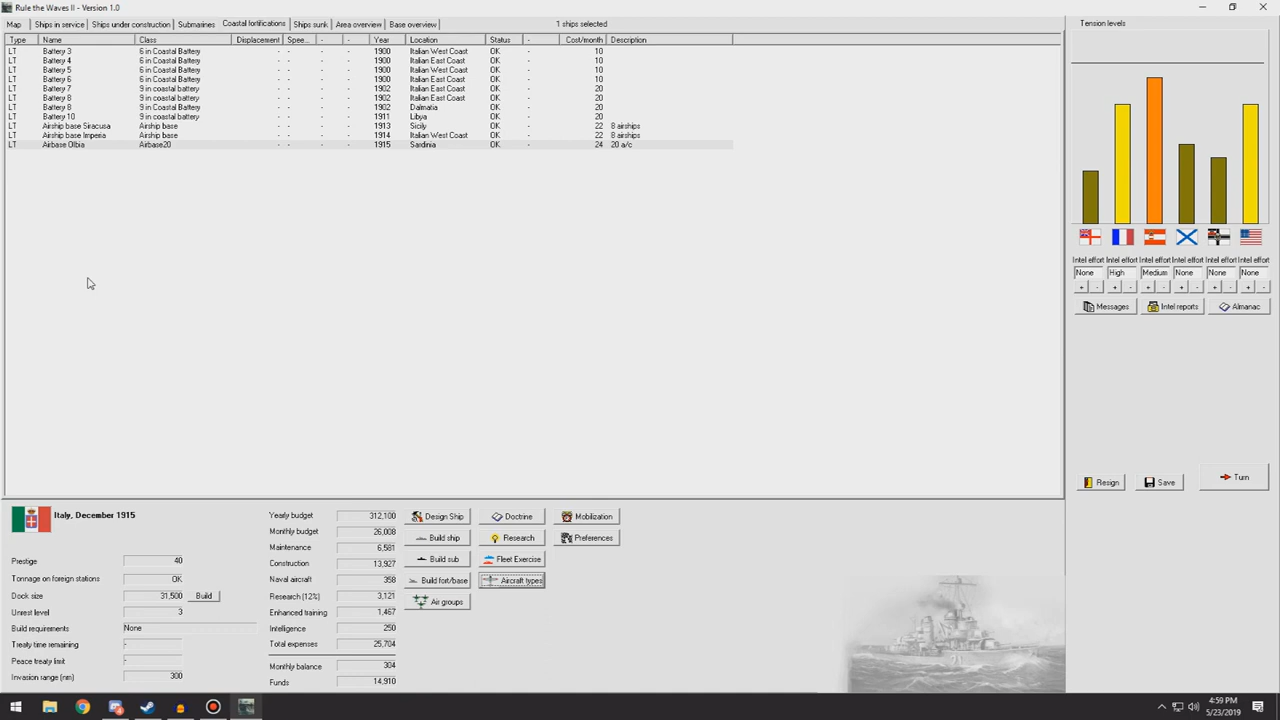 Rule the Waves II - Version 1.0
Map Ships in service Ships under construction Submarines Coastal fortifications Ships sunk Area overview Base overview 1 ships selected
Type Name Class Displacement Spee... - - Year Location Status - Cost/month Description
LT Battery 3 6 in Coastal Battery - - - - 1900 Italian West Coast OK - 10
LT Battery 4 6 in Coastal Battery - - - - 1900 Italian East Coast OK - 10
LT Battery 5 6 in Coastal Battery - - - - 1900 Italian West Coast OK - 10
LT Battery 6 6 in Coastal Battery - - - - 1900 Italian East Coast OK - 10
LT Battery 7 9 in coastal battery - - - - 1902 Italian West Coast OK - 20
LT Battery 8 9 in coastal battery - - - - 1902 Italian East Coast OK - 20
LT Battery 8 9 in coastal battery - - - - 1902 Dalmatia OK - 20
LT Battery 10 9 in coastal battery - - - - 1911 Libya OK - 20
LT Airship base Siracusa Airship base - - - - 1913 Sicily OK - 22 8 airships
LT Airship base Imperia Airship base - - - - 1914 Italian West Coast OK - 22 8 airships
LT Airbase Olbia Airbase20 - - - - 1915 Sardinia OK - 24 20 a/c
Tension levels
Intel effort Intel effort Intel effort Intel effort Intel effort Intel effort
None High Medium None None None
+ - + - + - + - + - + -
Messages Intel reports Almanac
Resign Save Turn
Italy, December 1915
Prestige 40
Tonnage on foreign stations OK
Dock size 31,500 Build
Unrest level 3
Build requirements None
Treaty time remaining -
Peace treaty limit -
Invasion range (nm) 300
Yearly budget 312,100
Monthly budget 26,008
Maintenance 6,581
Construction 13,927
Naval aircraft 358
Research (12%) 3,121
Enhanced training 1,467
Intelligence 250
Total expenses 25,704
Monthly balance 304
Funds 14,910
Design Ship Doctrine Mobilization
Build ship Research Preferences
Build sub Fleet Exercise
Build fort/base Aircraft types
Air groups
4:59 PM
5/23/2019